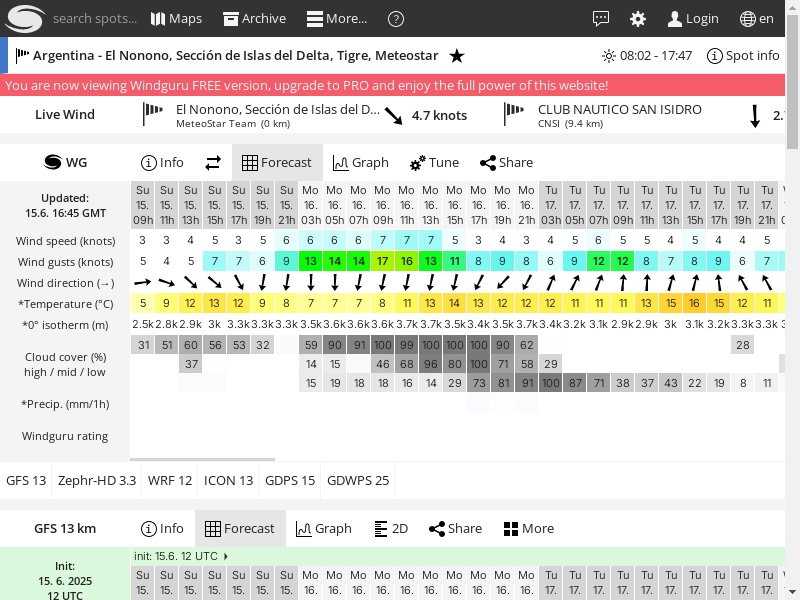 search spots...
Maps
Archive
More...
?
Login
en
Argentina - El Nonono, Sección de Islas del Delta, Tigre, Meteostar
08:02 - 17:47
Spot info
You are now viewing Windguru FREE version, upgrade to PRO and enjoy the full power of this website!
Live Wind
El Nonono, Sección de Islas del D...
MeteoStar Team (0 km)
4.7 knots
CLUB NAUTICO SAN ISIDRO
CNSI (9.4 km)
2.
WG
Info
Forecast
Graph
Tune
Share
Updated:
15.6. 16:45 GMT
Su Su Su Su Su Su Su Mo Mo Mo Mo Mo Mo Mo Mo Mo Mo Tu Tu Tu Tu Tu Tu Tu Tu Tu Tu
15. 15. 15. 15. 15. 15. 15. 16. 16. 16. 16. 16. 16. 16. 16. 16. 16. 17. 17. 17. 17. 17. 17. 17. 17. 17. 17.
09h 11h 13h 15h 17h 19h 21h 03h 05h 07h 09h 11h 13h 15h 17h 19h 21h 03h 05h 07h 09h 11h 13h 15h 17h 19h 21h
Wind speed (knots) 3 3 4 5 3 5 6 6 6 6 7 7 7 5 3 4 3 4 5 6 5 5 4 5 4 4 5
Wind gusts (knots) 5 4 5 7 7 6 9 13 14 14 17 16 13 11 8 9 8 6 9 12 12 8 7 8 9 6 7
Wind direction (→)
*Temperature (°C) 5 9 12 13 12 9 8 7 7 7 8 11 13 14 13 12 12 12 11 11 11 13 15 16 15 12 11
*0° isotherm (m) 2.5k 2.8k 2.9k 3k 3.3k 3.3k 3.3k 3.5k 3.6k 3.6k 3.6k 3.7k 3.7k 3.5k 3.4k 3.5k 3.7k 3.4k 3.2k 3.1k 2.9k 2.9k 3k 3.1k 3.2k 3.3k 3.3k
Cloud cover (%)
high / mid / low
31 51 60 56 53 32 59 90 91 100 99 100 100 100 90 62 28
37 14 15 46 68 96 80 100 71 58 29
15 19 18 18 16 14 29 73 81 91 100 87 71 38 37 43 22 19 8 11
*Precip. (mm/1h)
Windguru rating
GFS 13
Zephr-HD 3.3
WRF 12
ICON 13
GDPS 15
GDWPS 25
GFS 13 km
Info
Forecast
Graph
2D
Share
More
Init:
15. 6. 2025
12 UTC
init: 15.6. 12 UTC
Su Su Su Su Su Su Su Mo Mo Mo Mo Mo Mo Mo Mo Mo Mo Tu Tu Tu Tu Tu Tu Tu Tu Tu Tu
15. 15. 15. 15. 15. 15. 15. 16. 16. 16. 16. 16. 16. 16. 16. 16. 16. 17. 17. 17. 17. 17. 17. 17. 17. 17. 17.